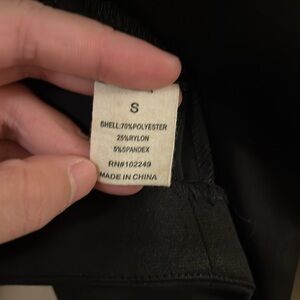 S
SHELL:70%POLYESTER
25%RYLON
5%SPANDEX
RN#102249
MADE IN CHINA